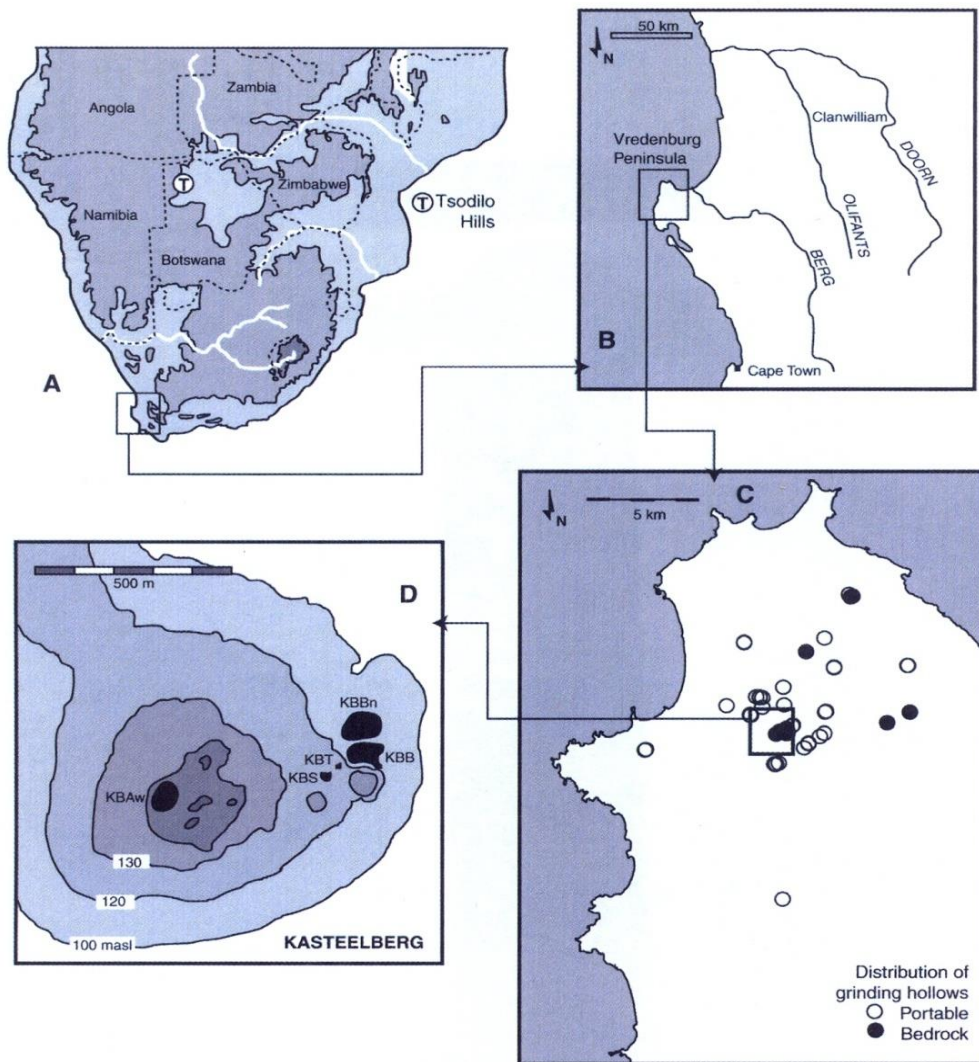 Angola
Zambia
T
Zimbabwe
T Tsodilo
Hills
Namibia
Botswana
A
50 km
N
Clanwilliam
Vredenburg
Peninsula
DOORN
OLIFANTS
BERG
B
Cape Town
C
N
5 km
Distribution of
grinding hollows
Portable
Bedrock
500 m
D
KBBn
KBT
KBB
KBS
KBAw
130
120
100 masl
KASTEELBERG